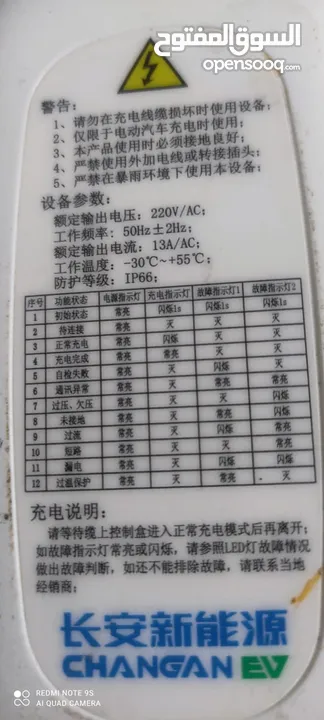 السوق المفتوح
opensooq.com
警告:
1、请勿在充电线缆损坏时使用设备;
2、仅限于电动汽车充电时使用;
3、本产品使用时必须接地良好;
4、严禁使用外加电线或转接插头;
5、严禁在暴雨环境下使用本设备;
设备参数:
额定输出电压: 220V/AC;
工作频率: 50Hz±2Hz;
额定输出电流: 13A/AC;
工作温度: -30℃~+55℃;
防护等级: IP66;
序号 功能状态 电源指示灯 充电指示灯 故障指示灯1 故障指示灯2
1 初始状态 常亮 闪烁1s 闪烁1s 闪烁1s
2 待连接 常亮 灭 灭 灭
3 正常充电 常亮 闪烁 灭 灭
4 充电完成 常亮 常亮 灭 灭
5 自检失败 常亮 灭 灭 常亮
6 通讯异常 常亮 灭 常亮 常亮
7 过压、欠压 常亮 灭 灭 闪烁
8 未接地 常亮 灭 常亮 闪烁
9 过流 常亮 灭 闪烁 灭
10 短路 常亮 灭 闪烁 常亮
11 漏电 常亮 灭 闪烁 闪烁
12 过温保护 常亮 灭 常亮 灭
充电说明:
请等待缆上控制盒进入正常充电模式后再离开;
如故障指示灯常亮或闪烁, 请参照LED灯故障情况
做出故障判断, 如还不能排除故障, 请联系当地
经销商;
长安新能源
CHANGAN EV
REDMI NOTE 9S
AI QUAD CAMERA